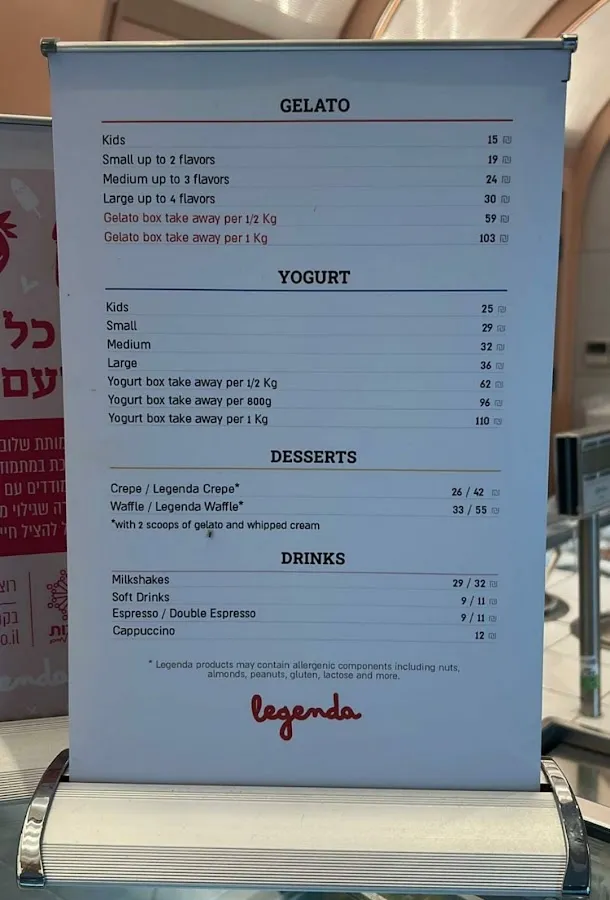 GELATO
Kids 15 ₪
Small up to 2 flavors 19 ₪
Medium up to 3 flavors 24 ₪
Large up to 4 flavors 30 ₪
Gelato box take away per 1/2 Kg 59 ₪
Gelato box take away per 1 Kg 103 ₪
YOGURT
Kids 25 ₪
Small 29 ₪
Medium 32 ₪
Large 36 ₪
Yogurt box take away per 1/2 Kg 62 ₪
Yogurt box take away per 800g 96 ₪
Yogurt box take away per 1 Kg 110 ₪
DESSERTS
Crepe / Legenda Crepe* 26 / 42 ₪
Waffle / Legenda Waffle* 33 / 55 ₪
*with 2 scoops of gelato and whipped cream
DRINKS
Milkshakes 29 / 32 ₪
Soft Drinks 9 / 11 ₪
Espresso / Double Espresso 9 / 11 ₪
Cappuccino 12 ₪
* Legenda products may contain allergenic components including nuts,
almonds, peanuts, gluten, lactose and more.
legenda
כל